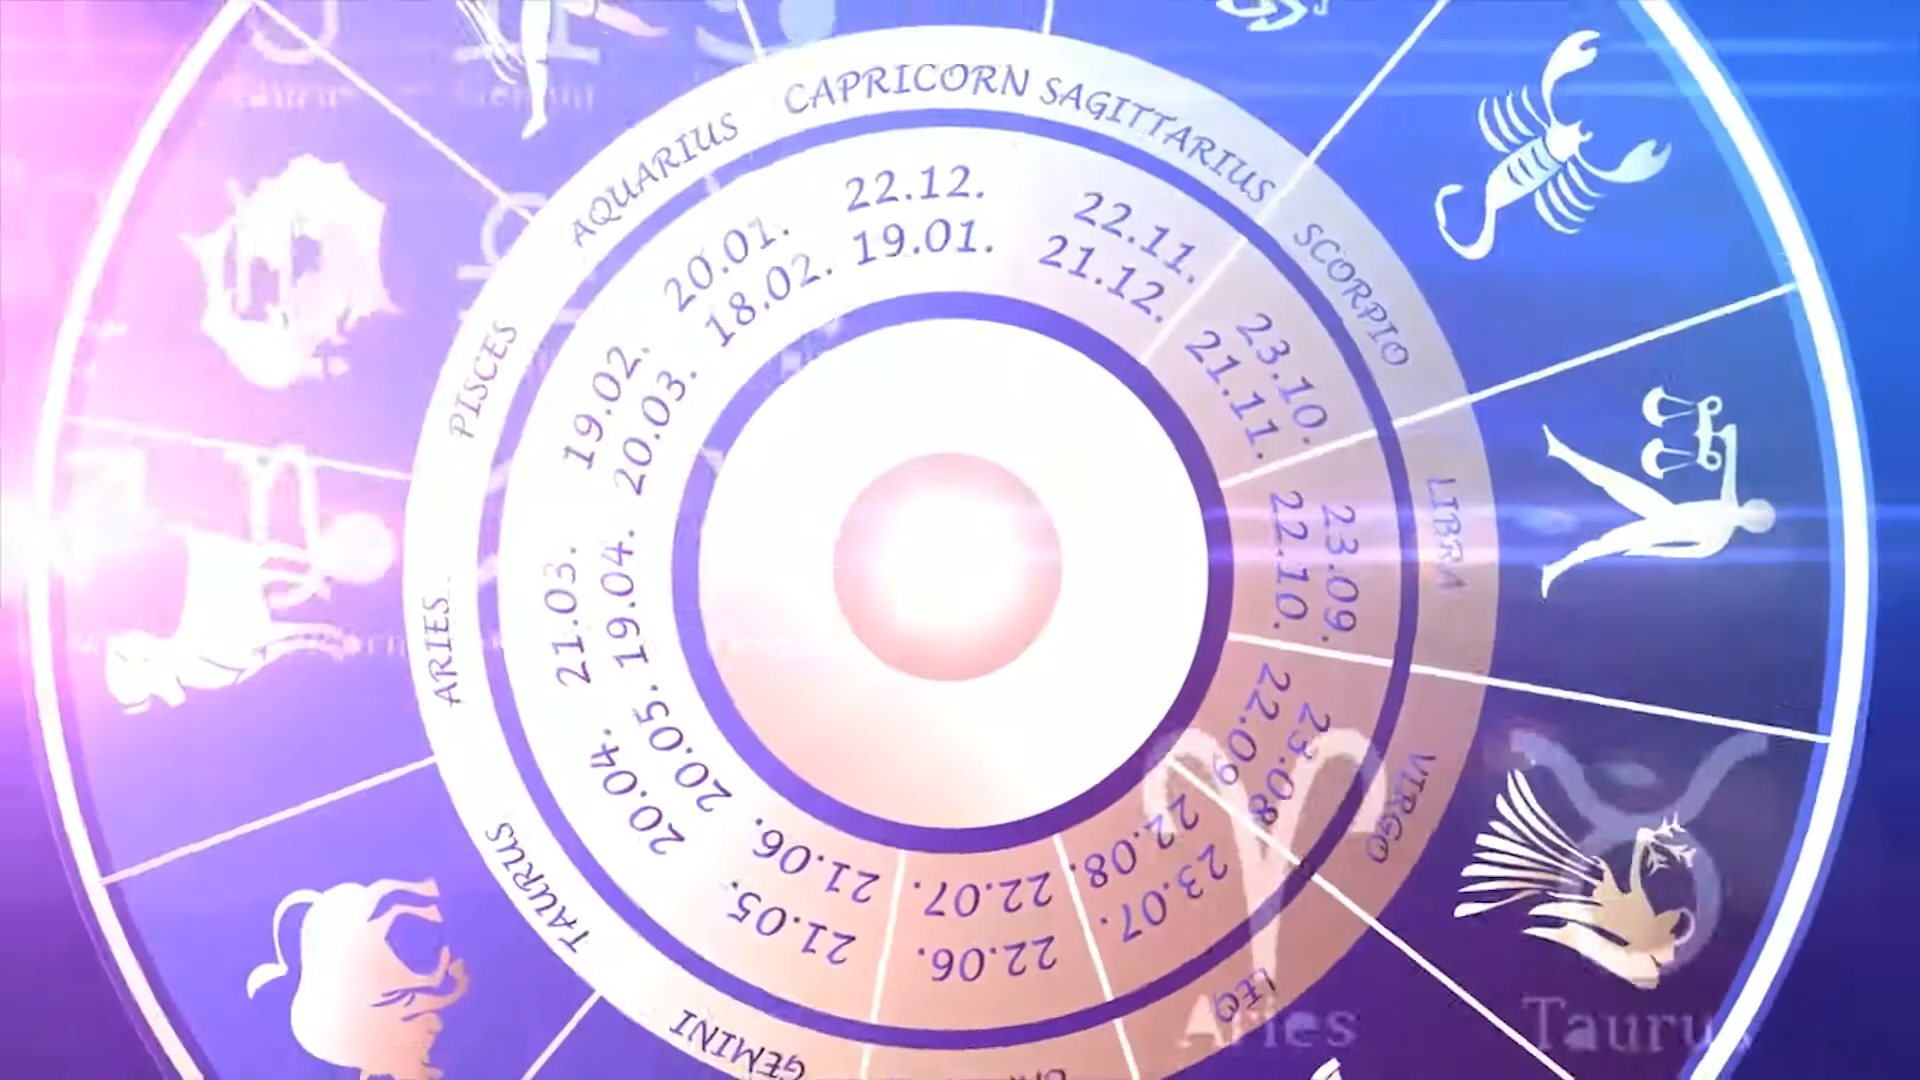 CAPRICORN
SAGITTARIUS
SCORPIO
LIBRA
VIRGO
LEO
GEMINI
TAURUS
ARIES
PISCES
AQUARIUS
22.12.
19.01.
22.11.
21.12.
23.10.
21.11.
23.09.
22.10.
23.08
22.09
23.07.
22.08.
22.06.
22.07.
21.05.
21.06.
20.04.
20.05.
21.03.
19.04.
19.02.
20.03.
20.01.
18.02.
Aries
Taurus